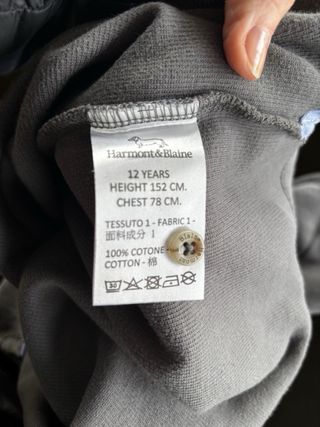 Harmont&Blaine
12 YEARS
HEIGHT 152 CM.
CHEST 78 CM.
TESSUTO 1 - FABRIC 1 -
面料成分 1
100% COTONE -
COTTON - 棉
30